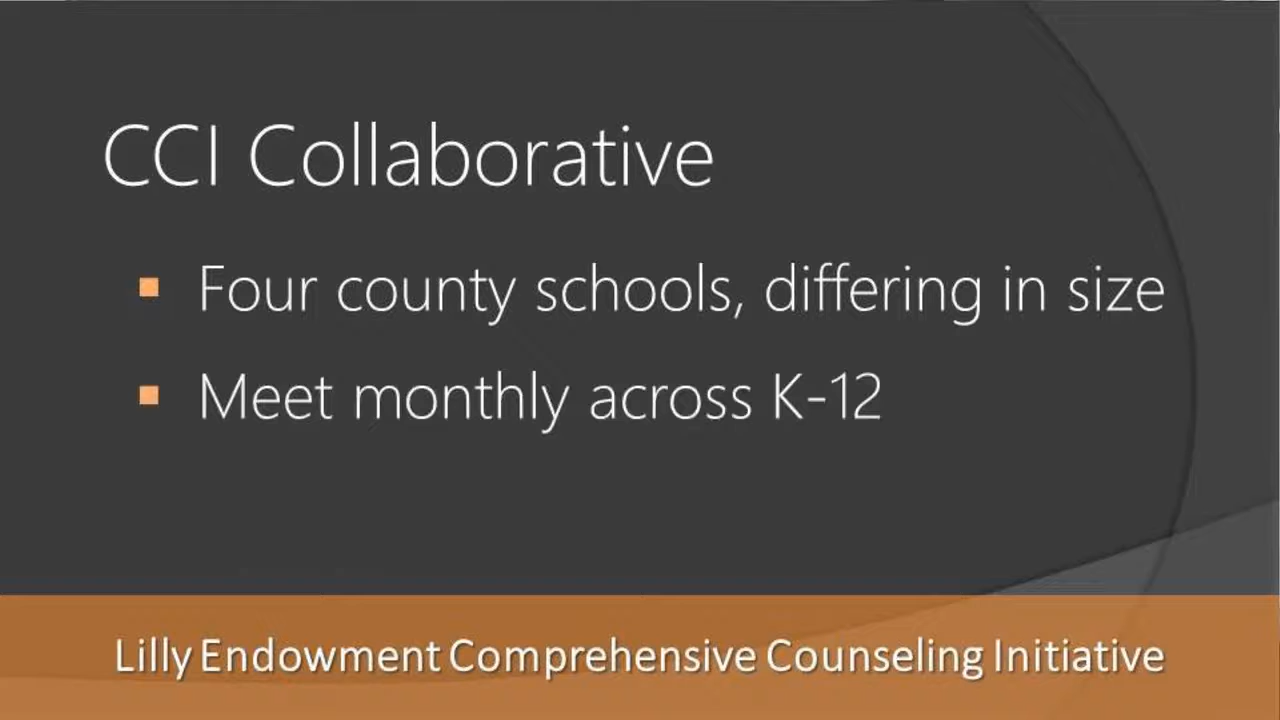 CCI Collaborative
Four county schools, differing in size
Meet monthly across K-12
Lilly Endowment Comprehensive Counseling Initiative